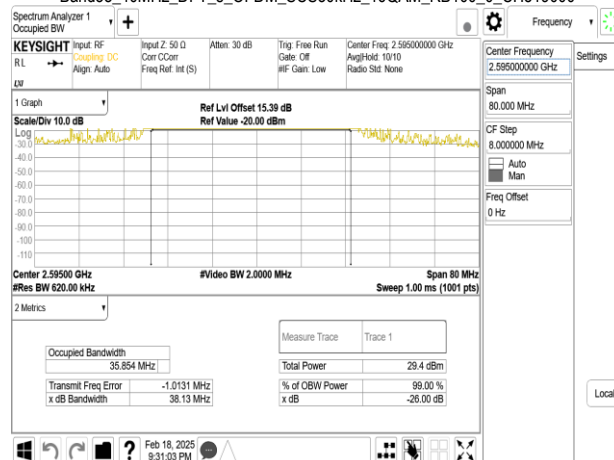 Spectrum Analyzer 1
Occupied BW
Frequency
KEYSIGHT
RL
Input: RF
Coupling: DC
Align: Auto
Input Z: 50 Ω
Corr CCorr
Freq Ref: Int (S)
Atten: 30 dB
Trig: Free Run
Gate: Off
#IF Gain: Low
Center Freq: 2.595000000 GHz
Avg|Hold: 10/10
Radio Std: None
Center Frequency
2.595000000 GHz
Settings
Span
80.000 MHz
CF Step
8.000000 MHz
Auto
Man
Freq Offset
0 Hz
Local
1 Graph
Scale/Div 10.0 dB
Ref Lvl Offset 15.39 dB
Ref Value -20.00 dBm
Log
-30.0
-40.0
-50.0
-60.0
-70.0
-80.0
-90.0
-100
-110
Center 2.59500 GHz
#Video BW 2.0000 MHz
Span 80 MHz
#Res BW 620.00 kHz
Sweep 1.00 ms (1001 pts)
2 Metrics
Measure Trace
Trace 1
Occupied Bandwidth
35.854 MHz
Total Power
29.4 dBm
Transmit Freq Error
-1.0131 MHz
% of OBW Power
99.00 %
x dB Bandwidth
38.13 MHz
x dB
-26.00 dB
Feb 18, 2025
9:31:03 PM